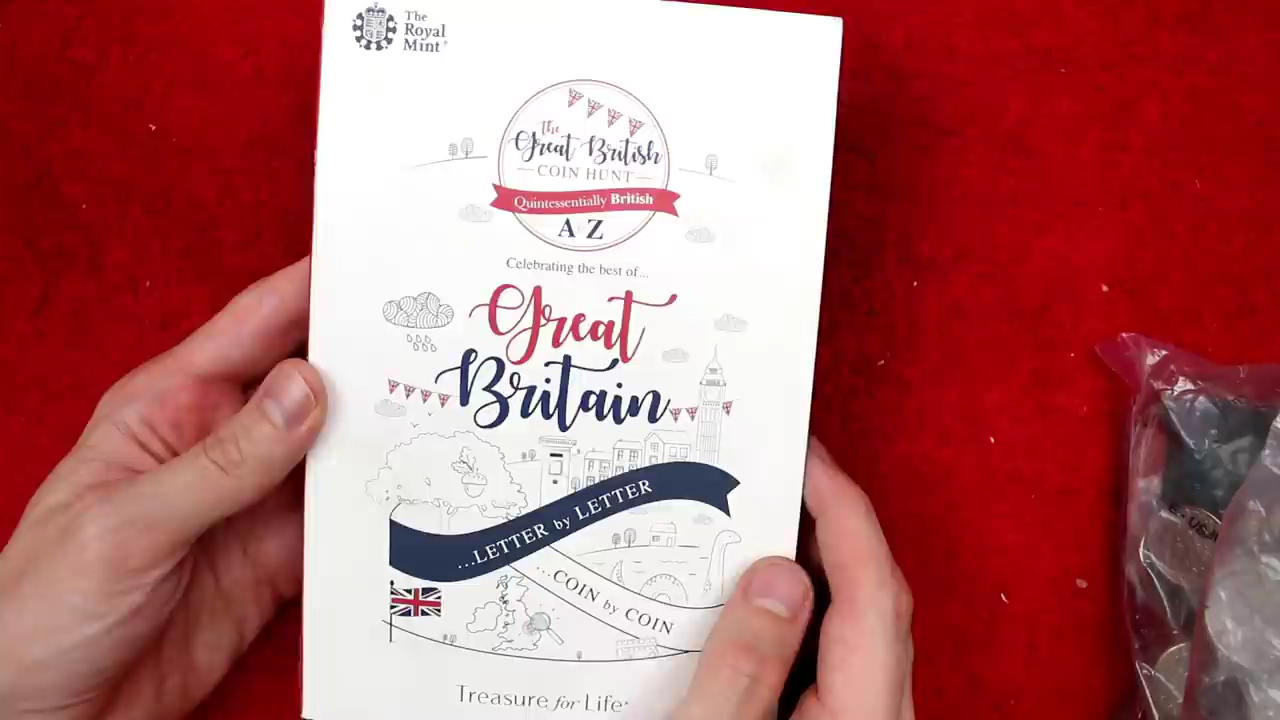 The
Royal
Mint®
The
Great British
COIN HUNT
Quintessentially British
A Z
Celebrating the best of...
Great
Britain
...LETTER by LETTER
...COIN by COIN
Treasure for Life